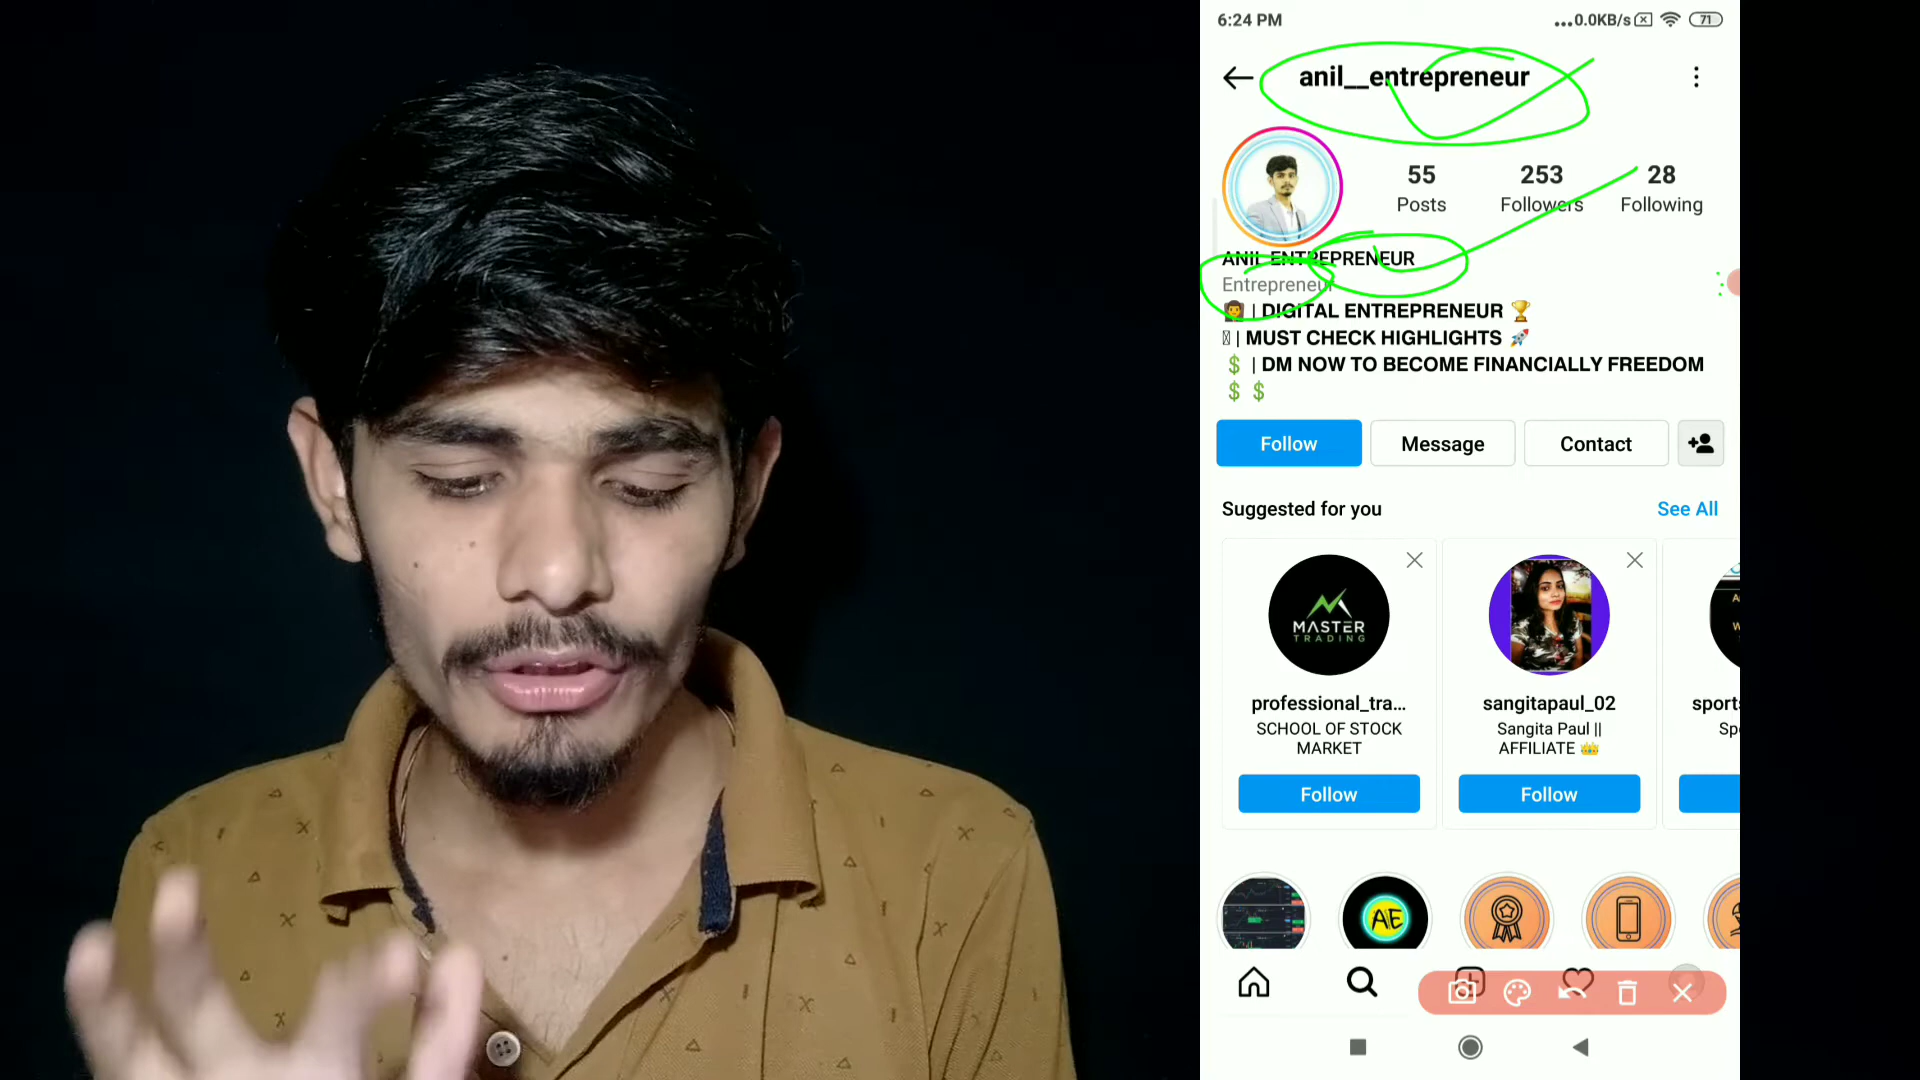 6:24 PM
...0.0KB/s
71
anil__entrepreneur
55
253
28
Posts
Followers
Following
ANIL ENTREPRENEUR
Entrepreneur
| DIGITAL ENTREPRENEUR 🏆
| MUST CHECK HIGHLIGHTS 🚀
💲 | DM NOW TO BECOME FINANCIALLY FREEDOM
💲 💲
Follow
Message
Contact
Suggested for you
See All
MASTER
TRADING
professional_tra...
sangitapaul_02
SCHOOL OF STOCK
MARKET
Sangita Paul ||
AFFILIATE 👑
Follow
Follow
AE